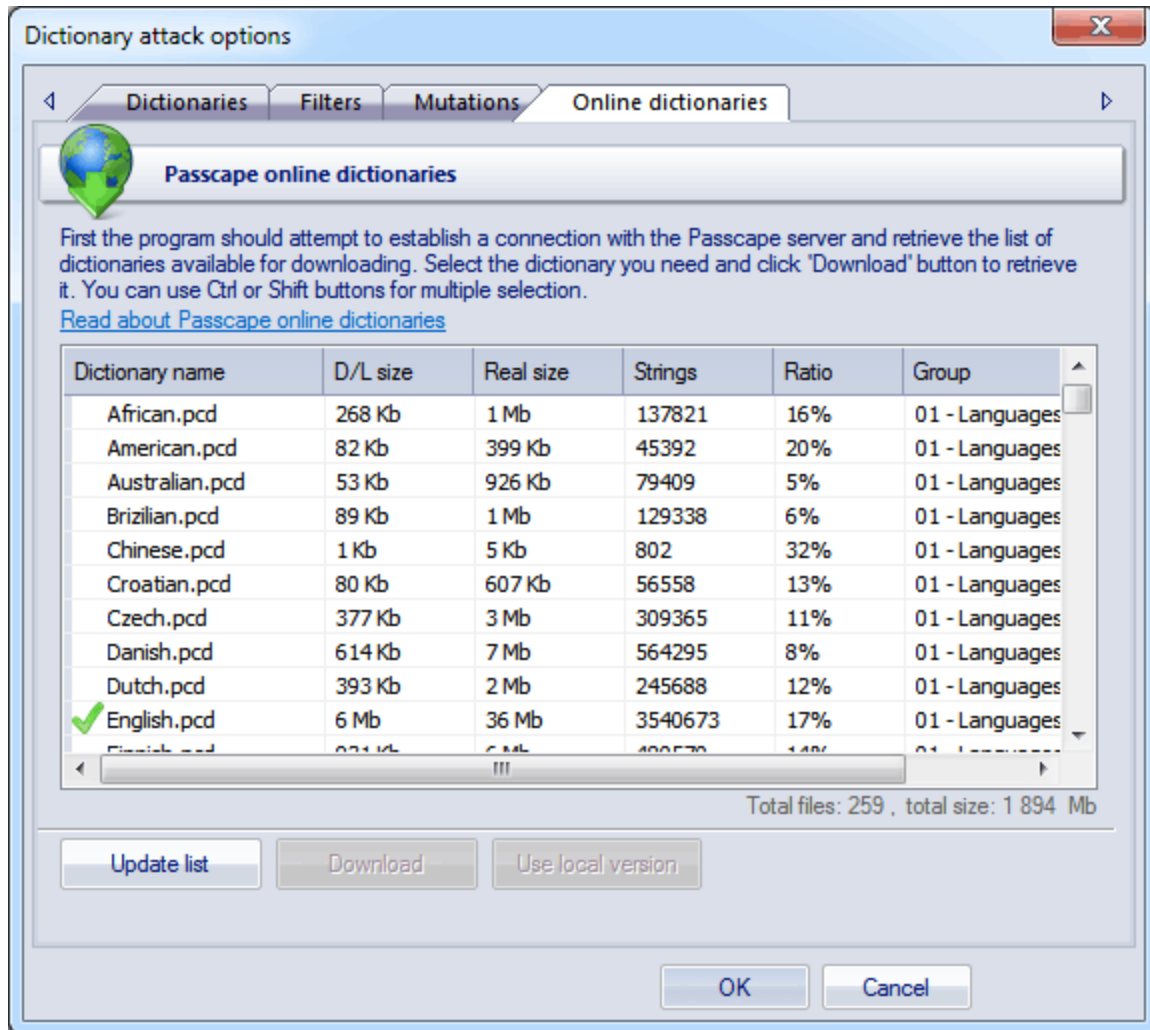 Dictionary attack options
Dictionaries Filters Mutations Online dictionaries
Passcape online dictionaries
First the program should attempt to establish a connection with the Passcape server and retrieve the list of
dictionaries available for downloading. Select the dictionary you need and click 'Download' button to retrieve
it. You can use Ctrl or Shift buttons for multiple selection.
Read about Passcape online dictionaries
Dictionary name D/L size Real size Strings Ratio Group
African.pcd 268 Kb 1 Mb 137821 16% 01 - Languages
American.pcd 82 Kb 399 Kb 45392 20% 01 - Languages
Australian.pcd 53 Kb 926 Kb 79409 5% 01 - Languages
Brizilian.pcd 89 Kb 1 Mb 129338 6% 01 - Languages
Chinese.pcd 1 Kb 5 Kb 802 32% 01 - Languages
Croatian.pcd 80 Kb 607 Kb 56558 13% 01 - Languages
Czech.pcd 377 Kb 3 Mb 309365 11% 01 - Languages
Danish.pcd 614 Kb 7 Mb 564295 8% 01 - Languages
Dutch.pcd 393 Kb 2 Mb 245688 12% 01 - Languages
English.pcd 6 Mb 36 Mb 3540673 17% 01 - Languages
Total files: 259 , total size: 1 894 Mb
Update list Download Use local version
OK Cancel